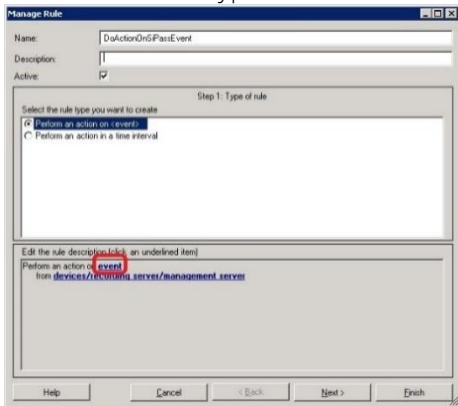 Manage Rule
Name: DoActionOnSiPassEvent
Description:
Active:
Step 1: Type of rule
Select the rule type you want to create
Perform an action on <event>
Perform an action in a time interval
Edit the rule description (click an underlined item)
Perform an action on event
from devices/recording server/management server
Help Cancel < Back Next > Finish